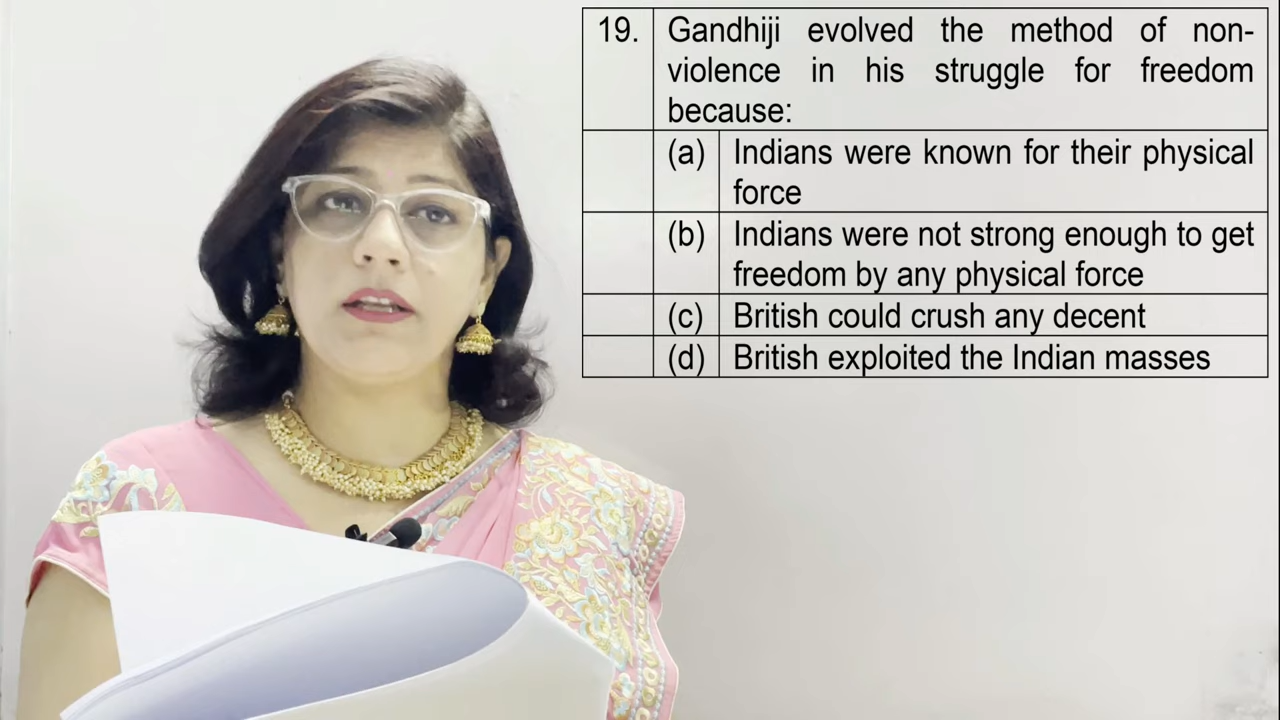 19. Gandhiji evolved the method of non-
violence in his struggle for freedom
because:
(a) Indians were known for their physical
force
(b) Indians were not strong enough to get
freedom by any physical force
(c) British could crush any decent
(d) British exploited the Indian masses